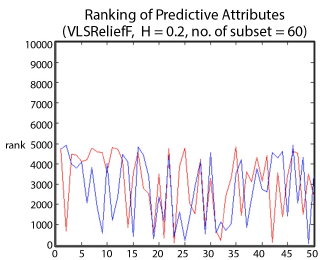 Ranking of Predictive Attributes
(VLSReliefF, H = 0.2, no. of subset = 60)
10000
9000
8000
7000
6000
rank
5000
4000
3000
2000
1000
0
0 5 10 15 20 25 30 35 40 45 50